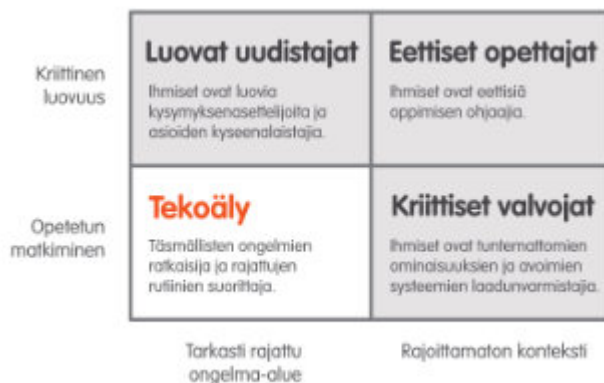 Kriittinen
luovuus
Luovat uudistajat
Ihmiset ovat luovia
kysymyksenasettelijoita ja
asioiden kyseenalaistajia.
Eettiset opettajat
Ihmiset ovat eettisiä
oppimisen ohjaajia.
Opetetun
matkiminen
Tekoäly
Täsmällisten ongelmien
ratkaisija ja rajattujen
rutiinien suorittaja.
Kriittiset valvojat
Ihmiset ovat tuntemattomien
ominaisuuksien ja avoimien
systeemien laadunvarmistajia.
Tarkasti rajattu
ongelma-alue
Rajoittamaton konteksti